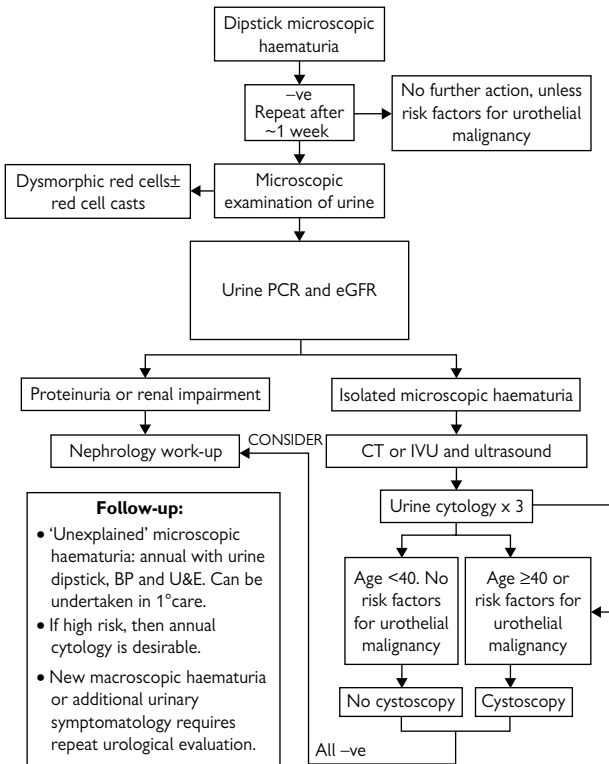 Dipstick microscopic
haematuria
–ve
Repeat after
~1 week
No further action, unless
risk factors for urothelial
malignancy
Dysmorphic red cells±
red cell casts
Microscopic
examination of urine
Urine PCR and eGFR
Proteinuria or renal impairment
Isolated microscopic haematuria
Nephrology work-up
CONSIDER
CT or IVU and ultrasound
Urine cytology x 3
Age <40. No
risk factors
for urothelial
malignancy
Age ≥40 or
risk factors for
urothelial
malignancy
No cystoscopy
Cystoscopy
All –ve
Follow-up:
• ‘Unexplained’ microscopic
haematuria: annual with urine
dipstick, BP and U&E. Can be
undertaken in 1°care.
• If high risk, then annual
cytology is desirable.
• New macroscopic haematuria
or additional urinary
symptomatology requires
repeat urological evaluation.